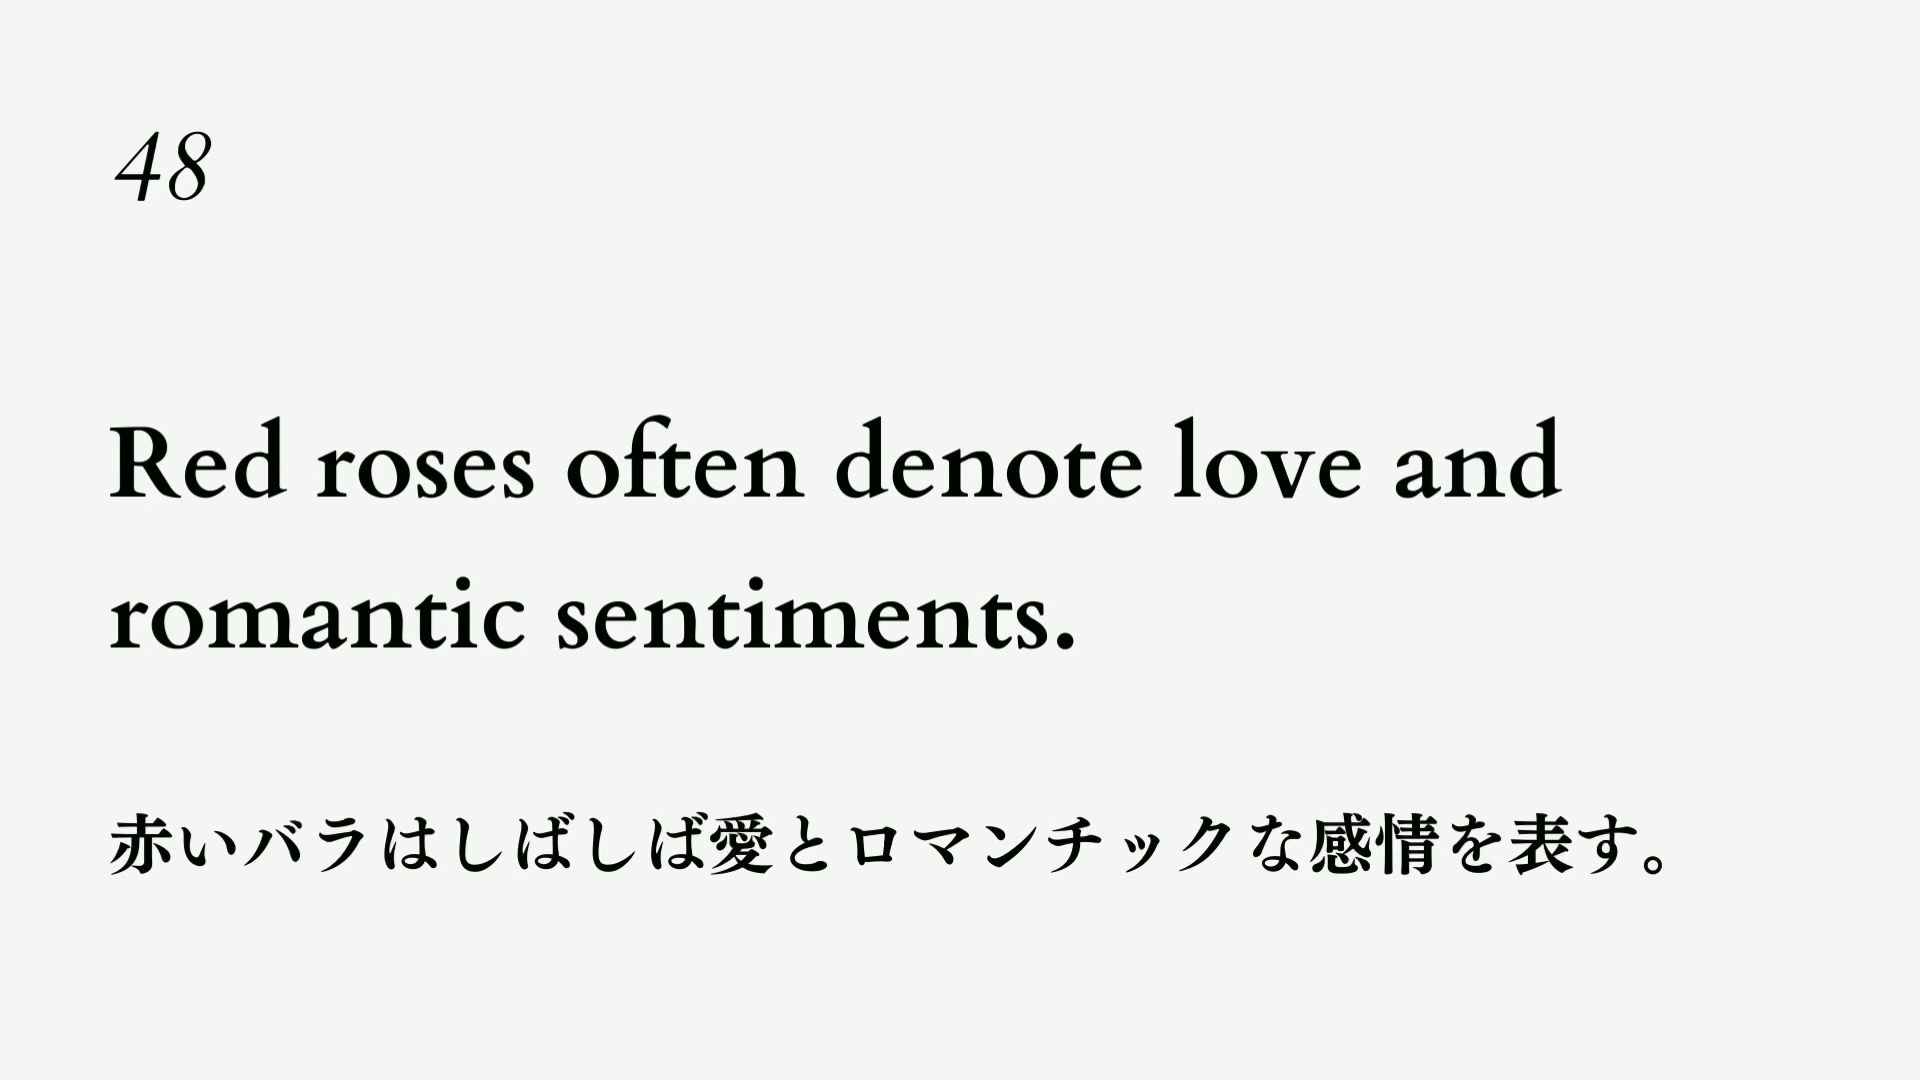 48
Red roses often denote love and
romantic sentiments.
赤いバラはしばしば愛とロマンチックな感情を表す。